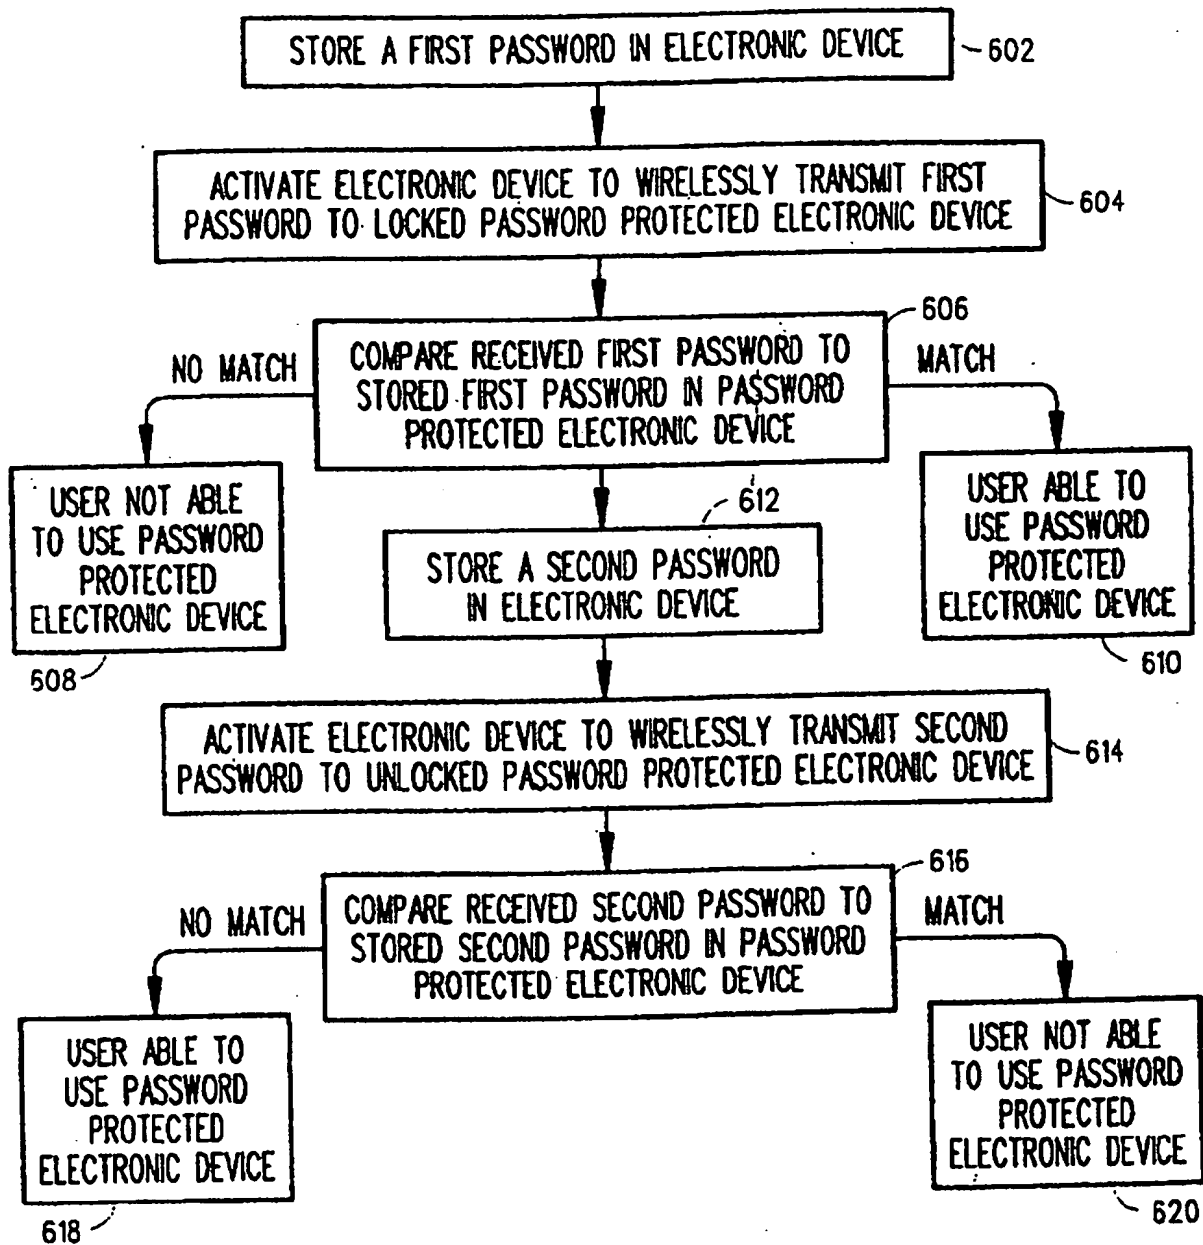 STORE A FIRST PASSWORD IN ELECTRONIC DEVICE
602
ACTIVATE ELECTRONIC DEVICE TO WIRELESSLY TRANSMIT FIRST
PASSWORD TO LOCKED PASSWORD PROTECTED ELECTRONIC DEVICE
604
606
NO MATCH
COMPARE RECEIVED FIRST PASSWORD TO
STORED FIRST PASSWORD IN PASSWORD
PROTECTED ELECTRONIC DEVICE
MATCH
USER NOT ABLE
TO USE PASSWORD
PROTECTED
ELECTRONIC DEVICE
608
612
STORE A SECOND PASSWORD
IN ELECTRONIC DEVICE
USER ABLE TO
USE PASSWORD
PROTECTED
ELECTRONIC DEVICE
610
ACTIVATE ELECTRONIC DEVICE TO WIRELESSLY TRANSMIT SECOND
PASSWORD TO UNLOCKED PASSWORD PROTECTED ELECTRONIC DEVICE
614
616
NO MATCH
COMPARE RECEIVED SECOND PASSWORD TO
STORED SECOND PASSWORD IN PASSWORD
PROTECTED ELECTRONIC DEVICE
MATCH
USER ABLE TO
USE PASSWORD
PROTECTED
ELECTRONIC DEVICE
618
USER NOT ABLE
TO USE PASSWORD
PROTECTED
ELECTRONIC DEVICE
620